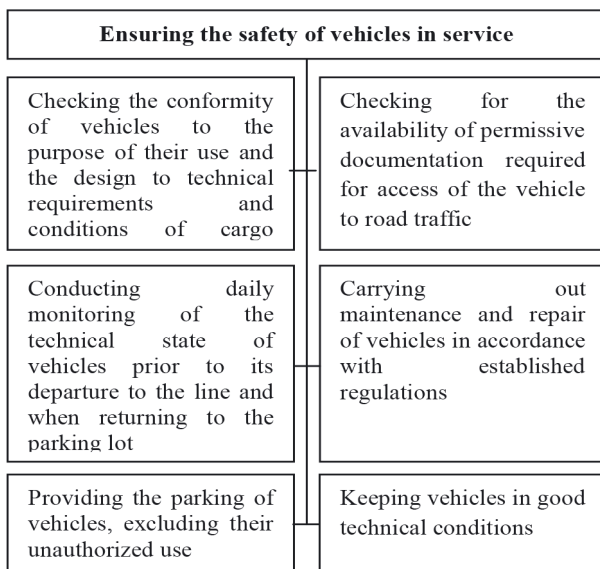 Ensuring the safety of vehicles in service
Checking the conformity
of vehicles to the
purpose of their use and
the design to technical
requirements and
conditions of cargo
Checking for the
availability of permissive
documentation required
for access of the vehicle
to road traffic
Conducting daily
monitoring of the
technical state of
vehicles prior to its
departure to the line and
when returning to the
parking lot
Carrying out
maintenance and repair
of vehicles in accordance
with established
regulations
Providing the parking of
vehicles, excluding their
unauthorized use
Keeping vehicles in good
technical conditions